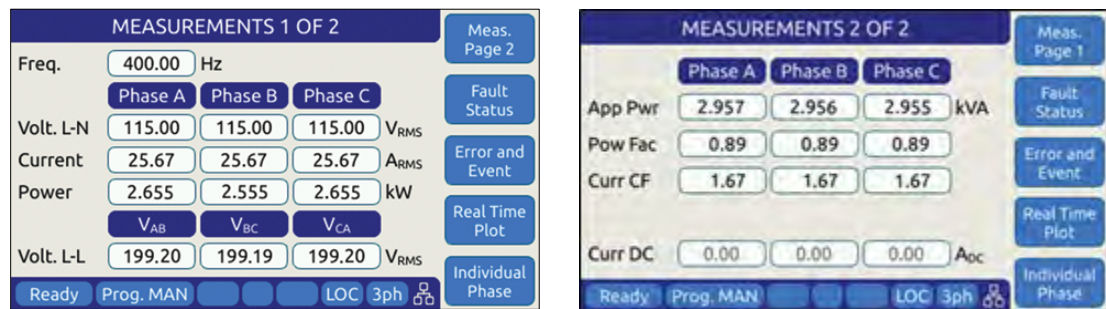 MEASUREMENTS 1 OF 2
Meas.
Page 2
Freq. 400.00 Hz
Phase A Phase B Phase C
Fault
Status
Volt. L-N 115.00 115.00 115.00 VRMS
Current 25.67 25.67 25.67 ARMS
Error and
Event
Power 2.655 2.555 2.655 kW
VAB VBC VCA
Real Time
Plot
Volt. L-L 199.20 199.19 199.20 VRMS
Individual
Phase
Ready Prog. MAN LOC 3ph
MEASUREMENTS 2 OF 2
Meas.
Page 1
Phase A Phase B Phase C
Fault
Status
App Pwr 2.957 2.956 2.955 kVA
Pow Fac 0.89 0.89 0.89
Error and
Event
Curr CF 1.67 1.67 1.67
Real Time
Plot
Curr DC 0.00 0.00 0.00 ADC
Individual
Phase
Ready Prog. MAN LOC 3ph